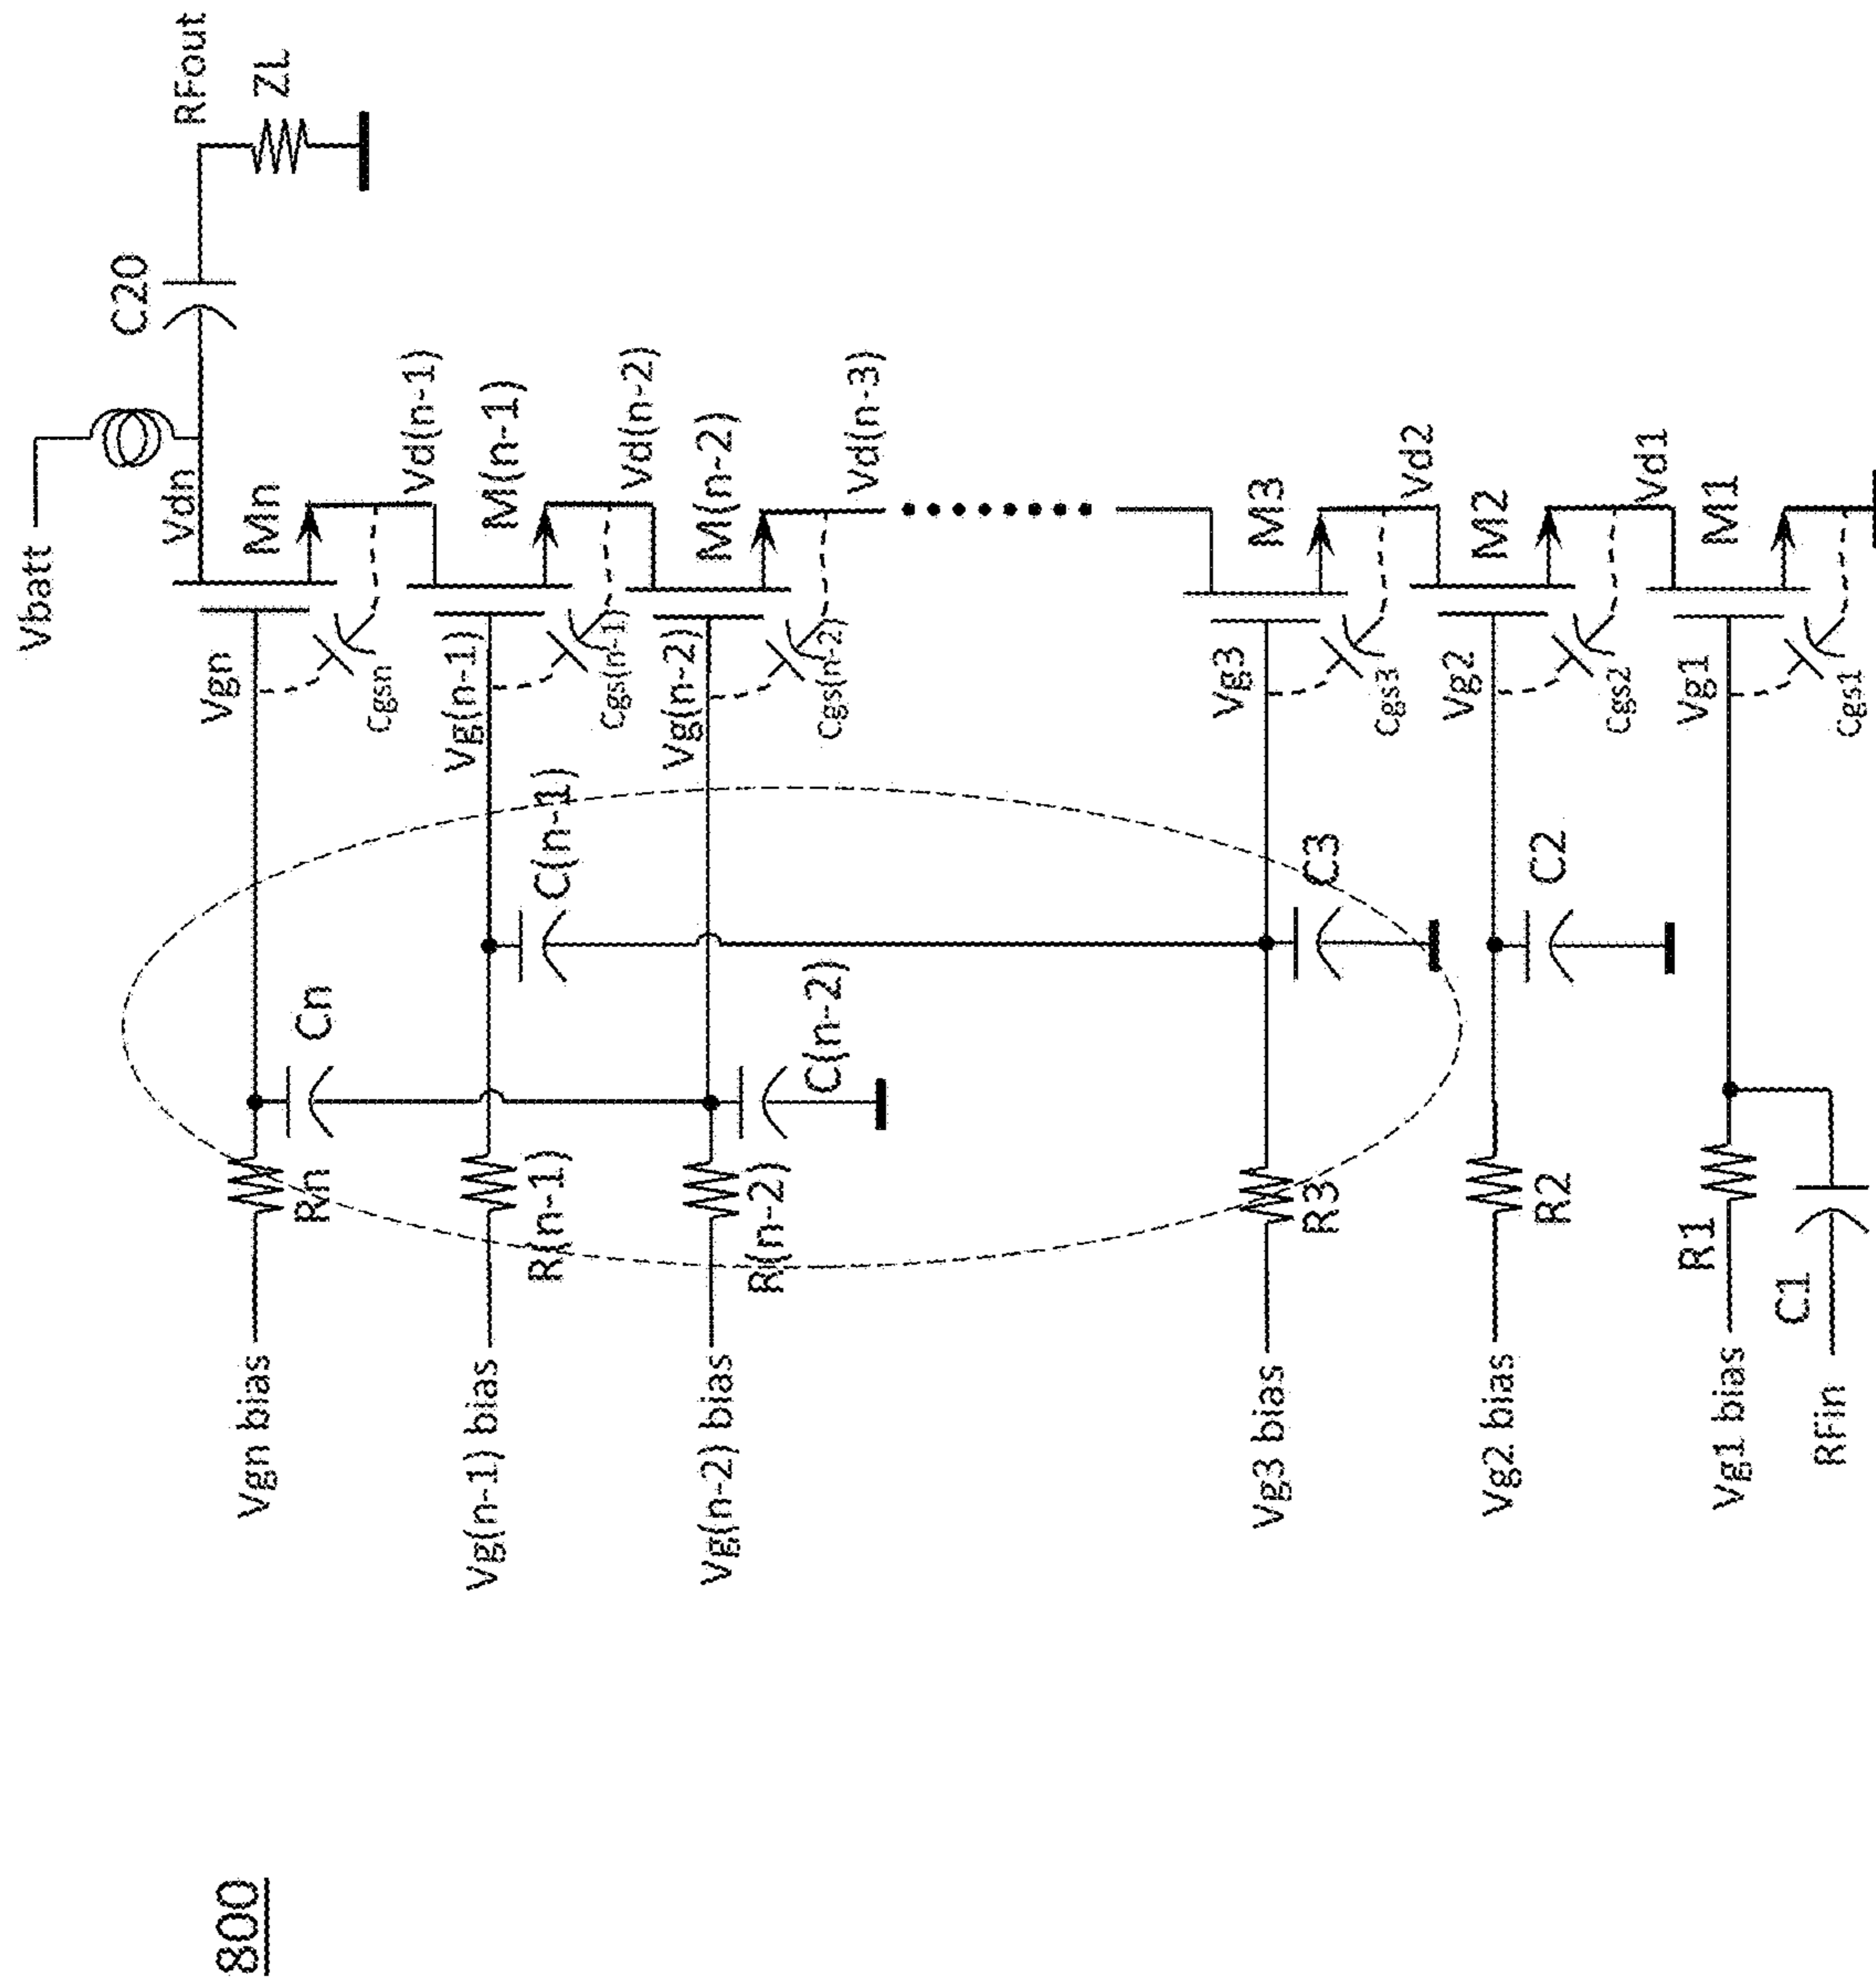 800
Vbatt
RFout
ZL
C20
Vdn
Mn
Vgn
Cgsn
Cn
Rn
Vgn bias
Vd(n-1)
M(n-1)
Vg(n-1)
Cgs(n-1)
C(n-1)
R(n-1)
Vg(n-1) bias
Vd(n-2)
M(n-2)
Vg(n-2)
Cgs(n-2)
C(n-2)
R(n-2)
Vg(n-2) bias
Vd(n-3)
M3
Vg3
Cgs3
C3
R3
Vg3 bias
Vd2
M2
Vg2
Cgs2
C2
R2
Vg2 bias
Vd1
M1
Vg1
Cgs1
R1
Vg1 bias
C1
RFin